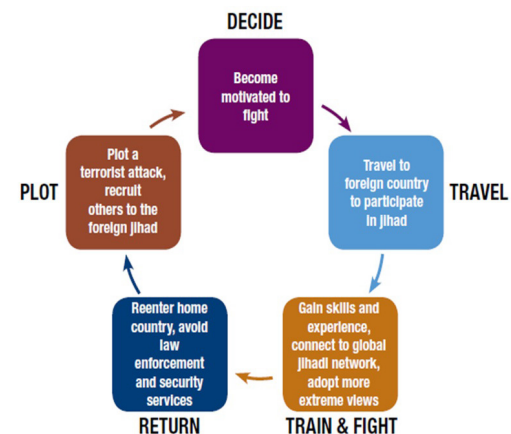 DECIDE
Become
motivated to
fight
TRAVEL
Travel to
foreign country
to participate
in jihad
TRAIN & FIGHT
Gain skills and
experience,
connect to global
jihadi network,
adopt more
extreme views
RETURN
Reenter home
country, avoid
law
enforcement
and security
services
PLOT
Plot a
terrorist attack,
recruit
others to the
foreign jihad